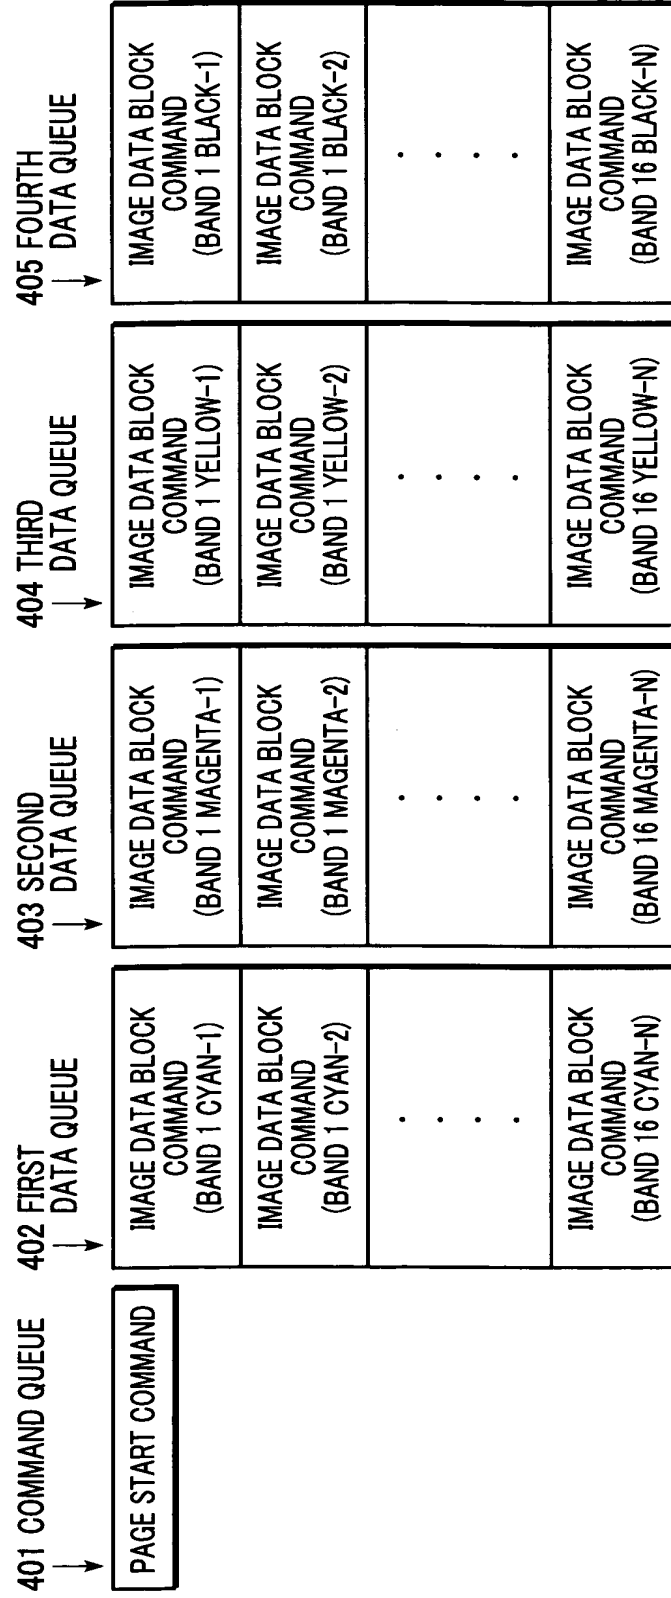 401 COMMAND QUEUE
PAGE START COMMAND
402 FIRST
DATA QUEUE
IMAGE DATA BLOCK
COMMAND
(BAND 1 CYAN-1)
IMAGE DATA BLOCK
COMMAND
(BAND 1 CYAN-2)
. . . .
IMAGE DATA BLOCK
COMMAND
(BAND 16 CYAN-N)
403 SECOND
DATA QUEUE
IMAGE DATA BLOCK
COMMAND
(BAND 1 MAGENTA-1)
IMAGE DATA BLOCK
COMMAND
(BAND 1 MAGENTA-2)
. . . .
IMAGE DATA BLOCK
COMMAND
(BAND 16 MAGENTA-N)
404 THIRD
DATA QUEUE
IMAGE DATA BLOCK
COMMAND
(BAND 1 YELLOW-1)
IMAGE DATA BLOCK
COMMAND
(BAND 1 YELLOW-2)
. . . .
IMAGE DATA BLOCK
COMMAND
(BAND 16 YELLOW-N)
405 FOURTH
DATA QUEUE
IMAGE DATA BLOCK
COMMAND
(BAND 1 BLACK-1)
IMAGE DATA BLOCK
COMMAND
(BAND 1 BLACK-2)
. . . .
IMAGE DATA BLOCK
COMMAND
(BAND 16 BLACK-N)